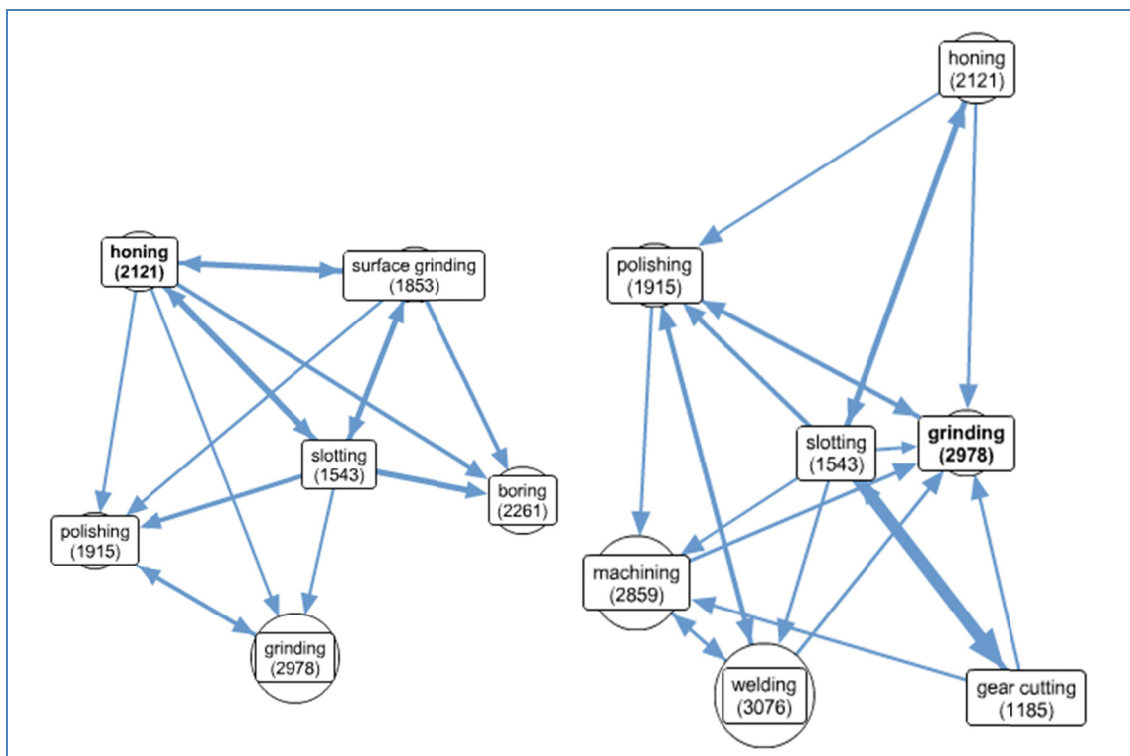 honing
(2121)
surface grinding
(1853)
slotting
(1543)
boring
(2261)
polishing
(1915)
grinding
(2978)
honing
(2121)
polishing
(1915)
slotting
(1543)
grinding
(2978)
machining
(2859)
welding
(3076)
gear cutting
(1185)